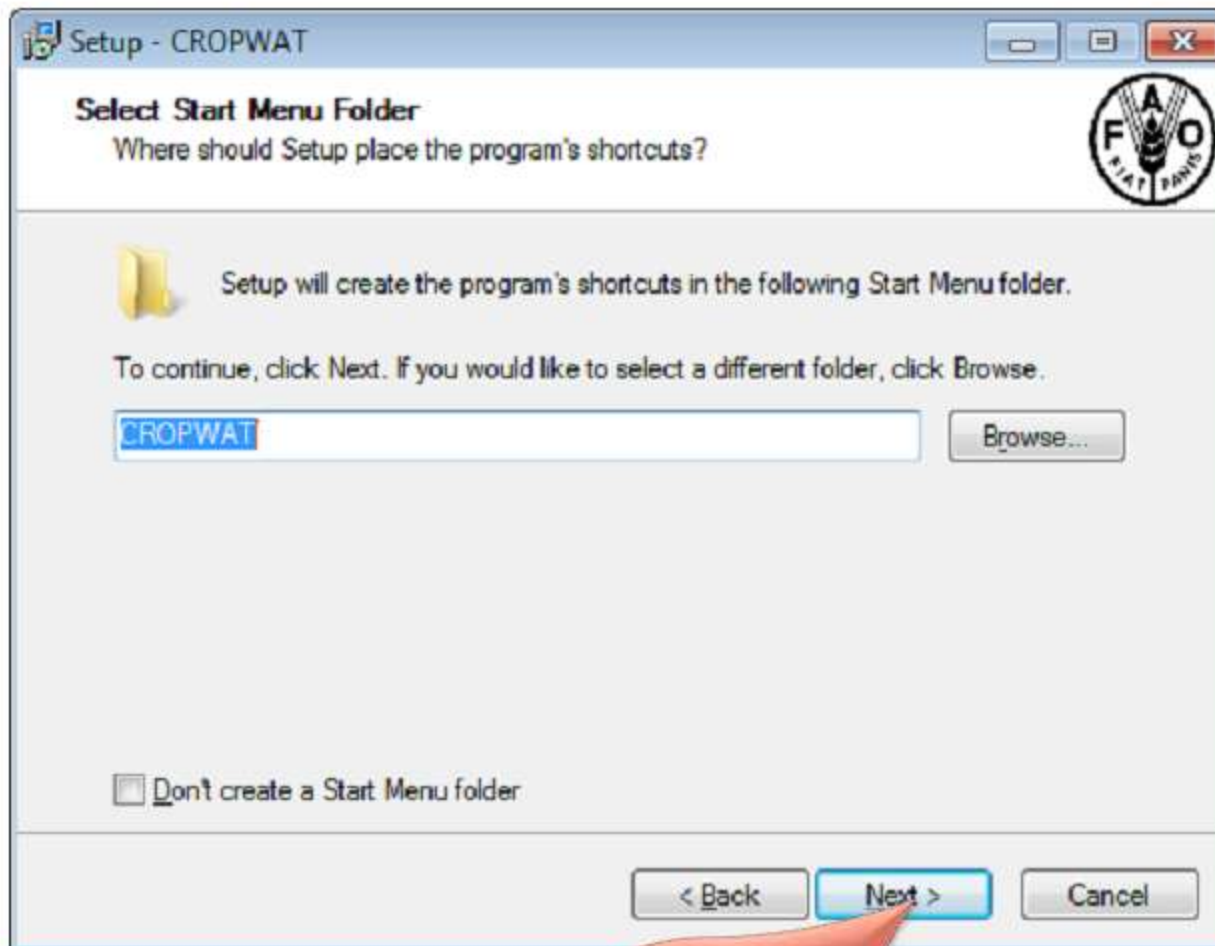 Setup - CROPWAT
Select Start Menu Folder
Where should Setup place the program's shortcuts?
F A O
FIAT PANIS
Setup will create the program's shortcuts in the following Start Menu folder.
To continue, click Next. If you would like to select a different folder, click Browse.
CROPWAT
Browse...
Don't create a Start Menu folder
< Back
Next >
Cancel